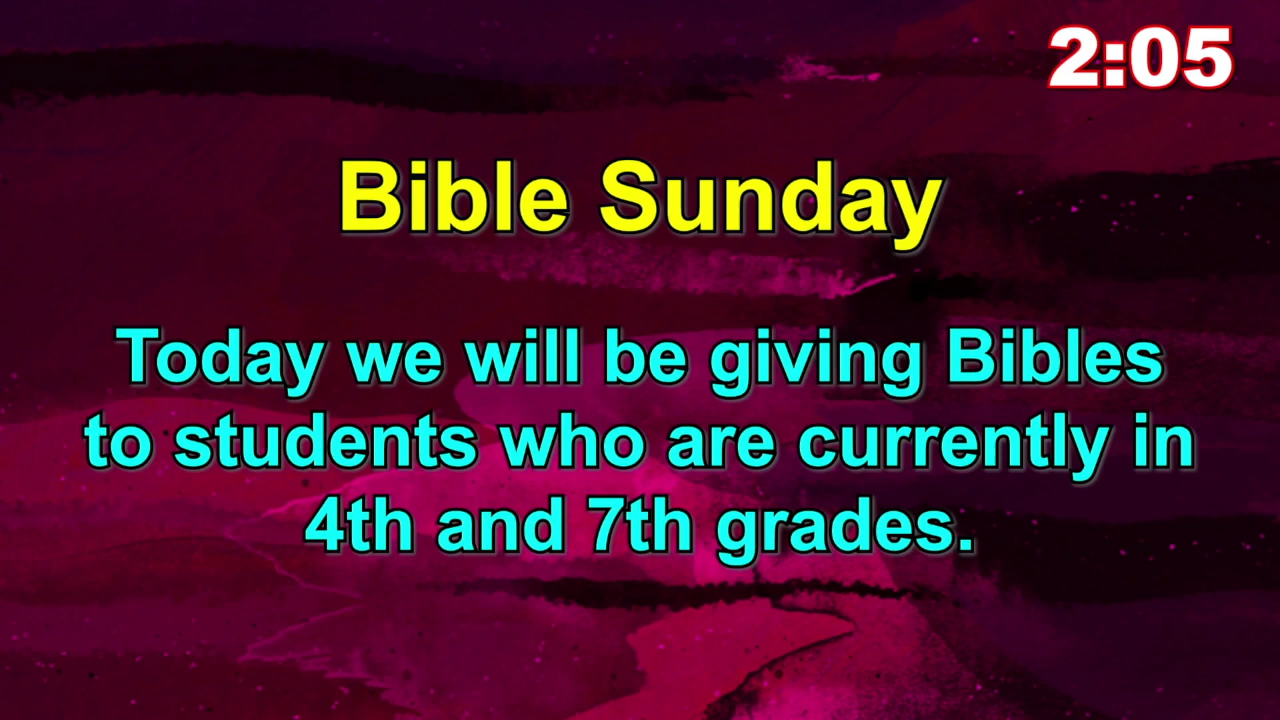 2:05
Bible Sunday
Today we will be giving Bibles
to students who are currently in
4th and 7th grades.